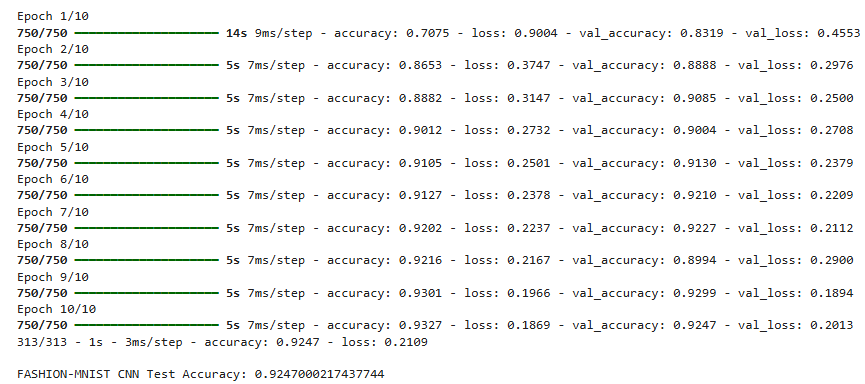 Epoch 1/10
750/750 ━━━━━━━━━━━━━━━━━━━━ 14s 9ms/step - accuracy: 0.7075 - loss: 0.9004 - val_accuracy: 0.8319 - val_loss: 0.4553
Epoch 2/10
750/750 ━━━━━━━━━━━━━━━━━━━━ 5s 7ms/step - accuracy: 0.8653 - loss: 0.3747 - val_accuracy: 0.8888 - val_loss: 0.2976
Epoch 3/10
750/750 ━━━━━━━━━━━━━━━━━━━━ 5s 7ms/step - accuracy: 0.8882 - loss: 0.3147 - val_accuracy: 0.9085 - val_loss: 0.2500
Epoch 4/10
750/750 ━━━━━━━━━━━━━━━━━━━━ 5s 7ms/step - accuracy: 0.9012 - loss: 0.2732 - val_accuracy: 0.9004 - val_loss: 0.2708
Epoch 5/10
750/750 ━━━━━━━━━━━━━━━━━━━━ 5s 7ms/step - accuracy: 0.9105 - loss: 0.2501 - val_accuracy: 0.9130 - val_loss: 0.2379
Epoch 6/10
750/750 ━━━━━━━━━━━━━━━━━━━━ 5s 7ms/step - accuracy: 0.9127 - loss: 0.2378 - val_accuracy: 0.9210 - val_loss: 0.2209
Epoch 7/10
750/750 ━━━━━━━━━━━━━━━━━━━━ 5s 7ms/step - accuracy: 0.9202 - loss: 0.2237 - val_accuracy: 0.9227 - val_loss: 0.2112
Epoch 8/10
750/750 ━━━━━━━━━━━━━━━━━━━━ 5s 7ms/step - accuracy: 0.9216 - loss: 0.2167 - val_accuracy: 0.8994 - val_loss: 0.2900
Epoch 9/10
750/750 ━━━━━━━━━━━━━━━━━━━━ 5s 7ms/step - accuracy: 0.9301 - loss: 0.1966 - val_accuracy: 0.9299 - val_loss: 0.1894
Epoch 10/10
750/750 ━━━━━━━━━━━━━━━━━━━━ 5s 7ms/step - accuracy: 0.9327 - loss: 0.1869 - val_accuracy: 0.9247 - val_loss: 0.2013
313/313 - 1s - 3ms/step - accuracy: 0.9247 - loss: 0.2109
FASHION-MNIST CNN Test Accuracy: 0.9247000217437744